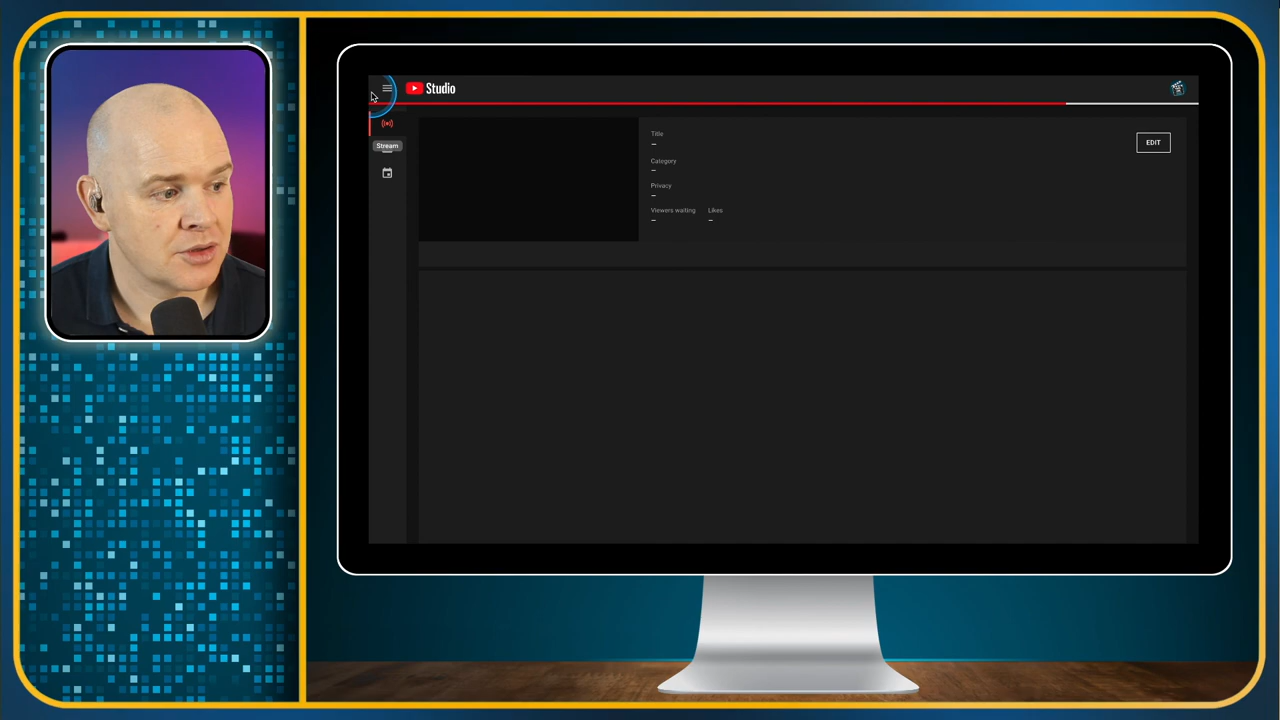 Studio
Stream
Title
–
EDIT
Category
–
Privacy
–
Viewers waiting Likes
– –